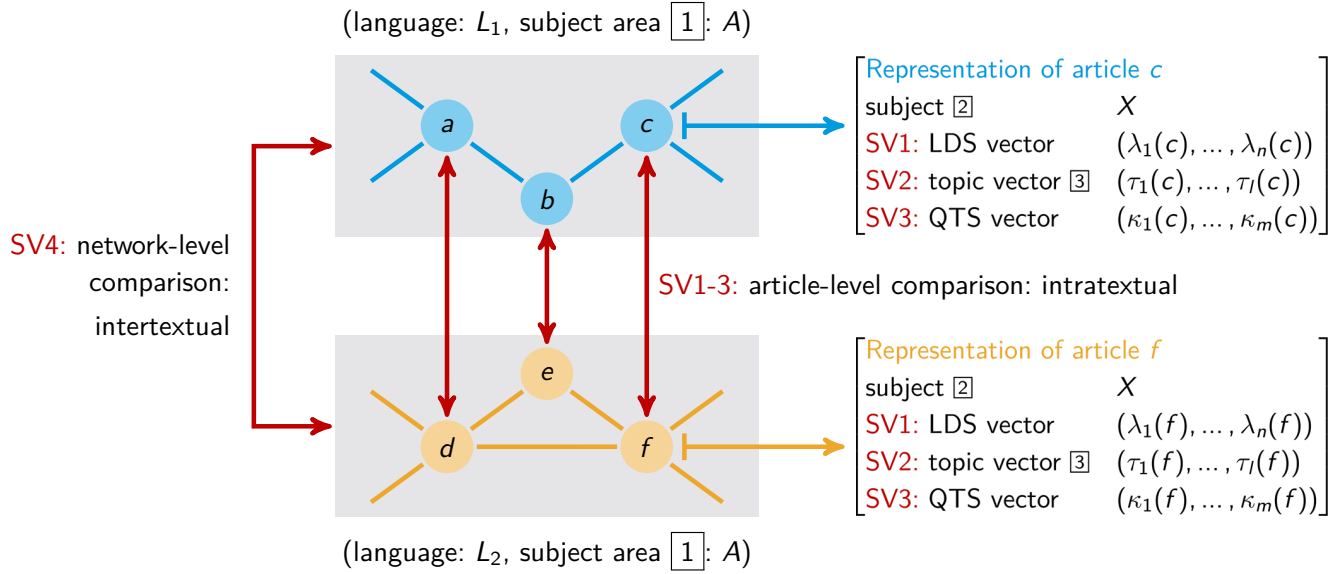 (language: L₁, subject area 1: A)
a
c
b
Representation of article c
subject 2 X
SV1: LDS vector (λ₁(c), ... , λₙ(c))
SV2: topic vector 3 (τ₁(c), ... , τₗ(c))
SV3: QTS vector (κ₁(c), ... , κₘ(c))
SV4: network-level
comparison:
intertextual
SV1-3: article-level comparison: intratextual
e
d
f
Representation of article f
subject 2 X
SV1: LDS vector (λ₁(f), ... , λₙ(f))
SV2: topic vector 3 (τ₁(f), ... , τₗ(f))
SV3: QTS vector (κ₁(f), ... , κₘ(f))
(language: L₂, subject area 1: A)